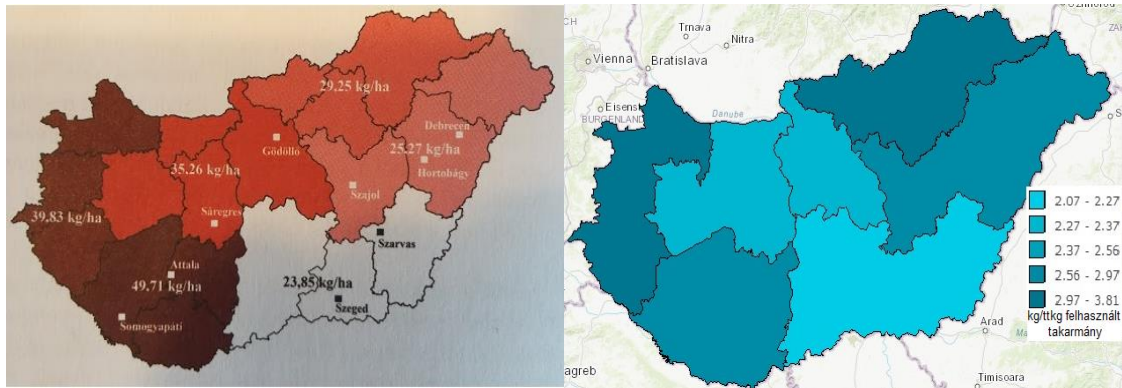 29,25 kg/ha
Debrecen
25,27 kg/ha
Hortobágy
Gödöllő
35,26 kg/ha
Szajol
Sáregres
39,83 kg/ha
Szarvas
Attala
49,71 kg/ha
23,85 kg/ha
Szeged
Somogyapáti
Trnava
Nitra
Vienna
Bratislava
Eisenst
BURGENLAND
Danube
2.07 - 2.27
2.27 - 2.37
2.37 - 2.56
2.56 - 2.97
2.97 - 3.81
kg/ttkg felhasznált
takarmány
Arad
Timisoara
agreb